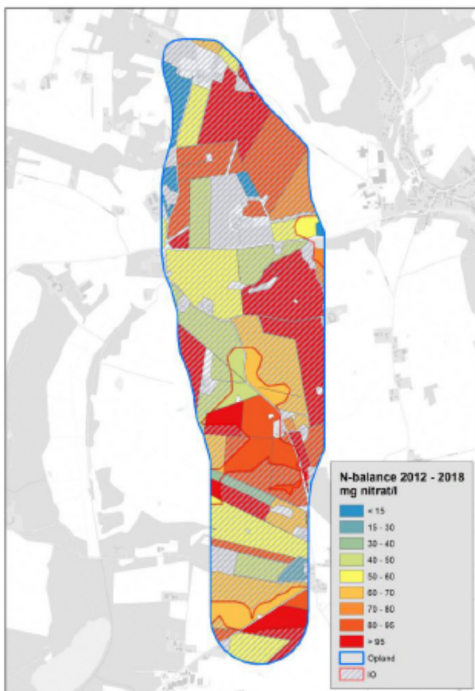 N-balance 2012 - 2018
mg nitrat/l
< 15
15 - 30
30 - 40
40 - 50
50 - 60
60 - 70
70 - 80
80 - 95
> 95
Opland
IO